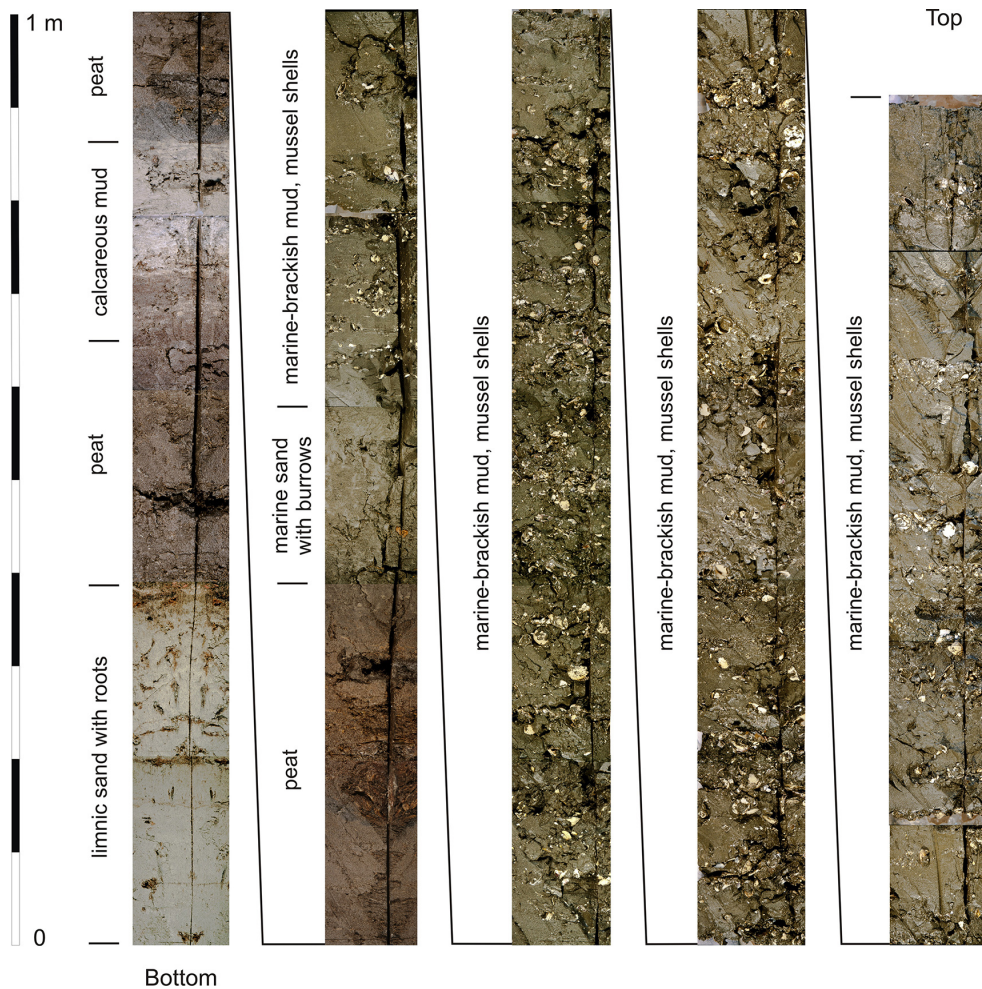 1 m
Top
peat
calcareous mud
peat
limnic sand with roots
marine-brackish mud, mussel shells
marine sand
with burrows
peat
marine-brackish mud, mussel shells
marine-brackish mud, mussel shells
marine-brackish mud, mussel shells
0
Bottom